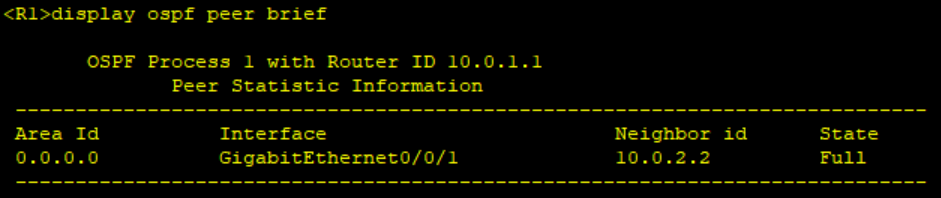 <R1>display ospf peer brief
OSPF Process 1 with Router ID 10.0.1.1
Peer Statistic Information
----------------------------------------------------------------------------
Area Id Interface Neighbor id State
0.0.0.0 GigabitEthernet0/0/1 10.0.2.2 Full
----------------------------------------------------------------------------